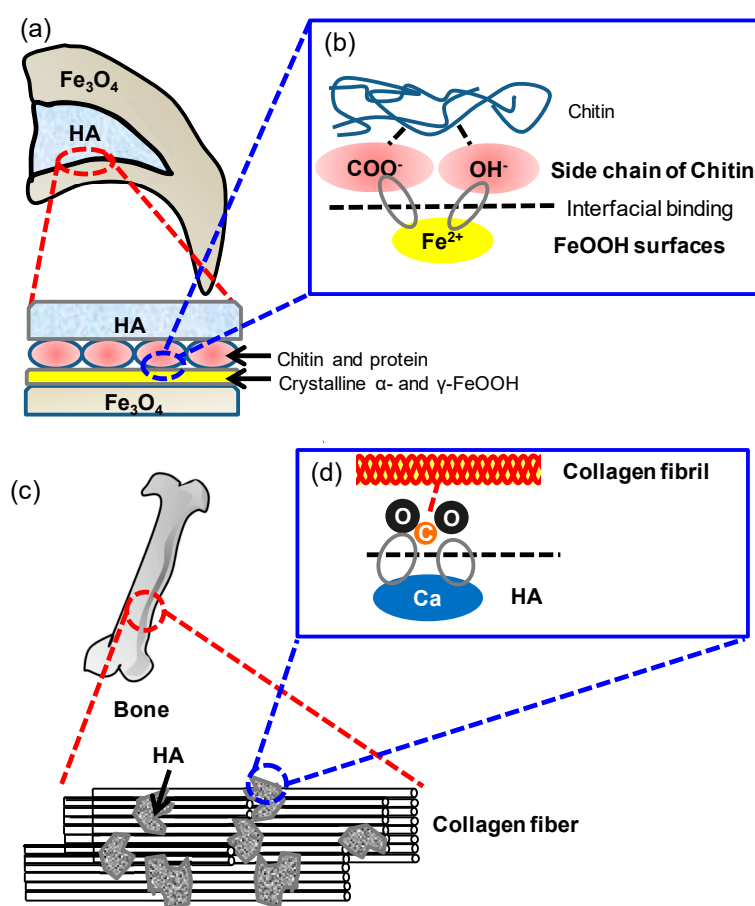 (a)
Fe₃O₄
HA
HA
Chitin and protein
Crystalline α- and γ-FeOOH
Fe₃O₄
(b)
Chitin
COO⁻ OH⁻ Side chain of Chitin
Interfacial binding
Fe²⁺ FeOOH surfaces
(c)
Bone
HA
Collagen fiber
(d)
Collagen fibril
O O
C
Ca HA